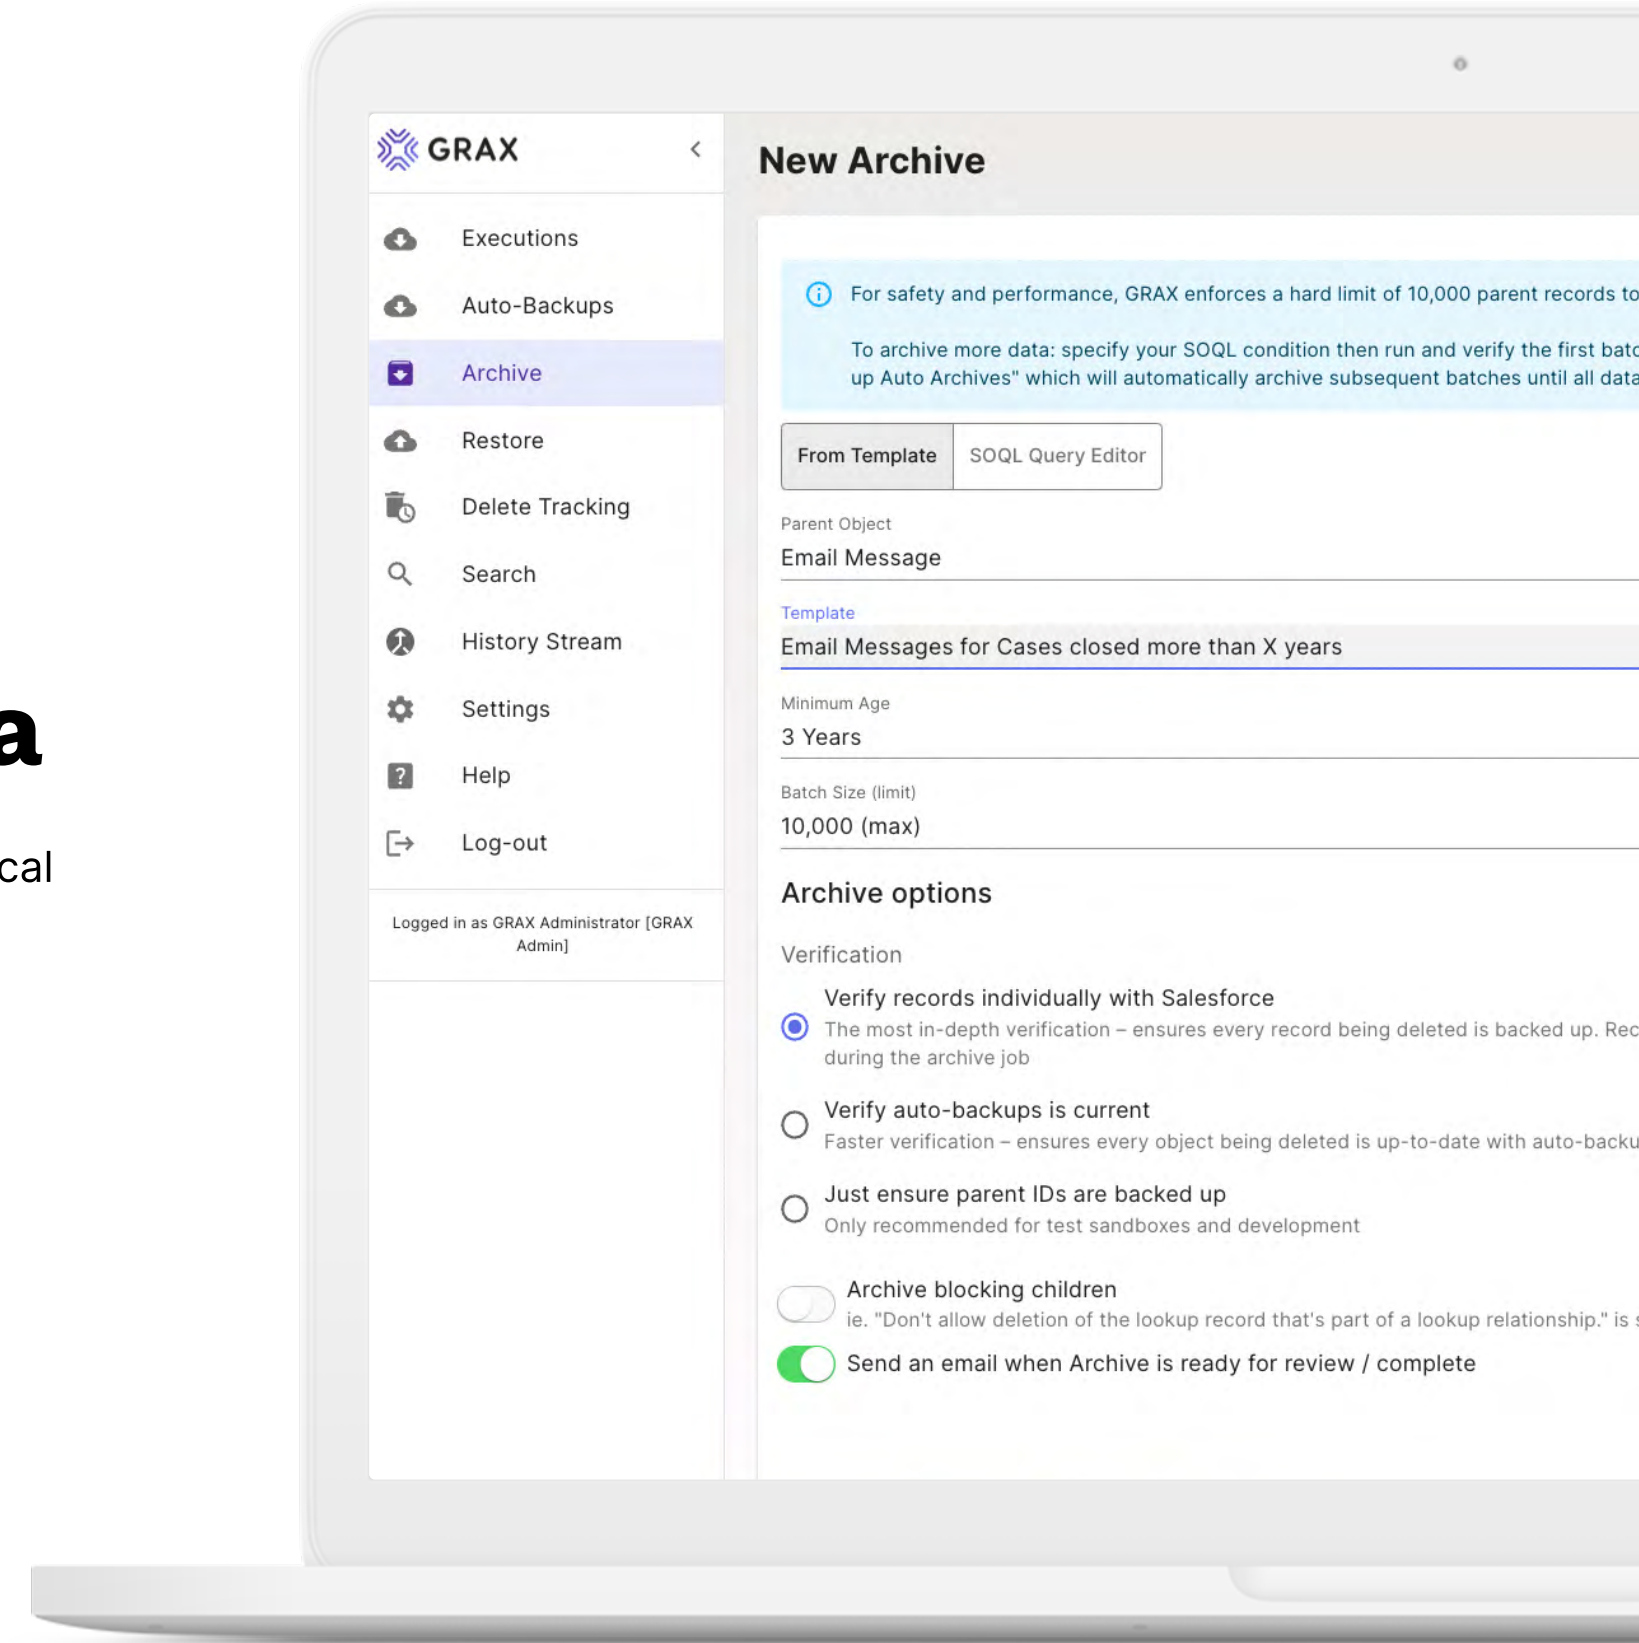 a
cal
GRAX
Executions
Auto-Backups
Archive
Restore
Delete Tracking
Search
History Stream
Settings
Help
Log-out
Logged in as GRAX Administrator [GRAX
Admin]
New Archive
For safety and performance, GRAX enforces a hard limit of 10,000 parent records to
To archive more data: specify your SOQL condition then run and verify the first batc
up Auto Archives" which will automatically archive subsequent batches until all data
From Template
SOQL Query Editor
Parent Object
Email Message
Template
Email Messages for Cases closed more than X years
Minimum Age
3 Years
Batch Size (limit)
10,000 (max)
Archive options
Verification
Verify records individually with Salesforce
The most in-depth verification – ensures every record being deleted is backed up. Rec
during the archive job
Verify auto-backups is current
Faster verification – ensures every object being deleted is up-to-date with auto-backu
Just ensure parent IDs are backed up
Only recommended for test sandboxes and development
Archive blocking children
ie. "Don't allow deletion of the lookup record that's part of a lookup relationship." is s
Send an email when Archive is ready for review / complete